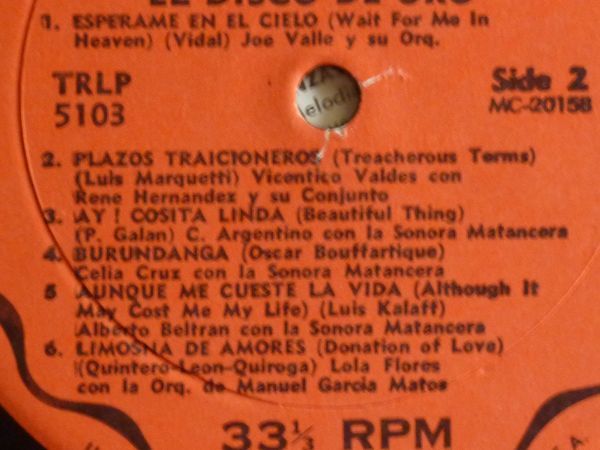 EL DISCO DE ORO
1. ESPERAME EN EL CIELO (Wait For Me In
Heaven) (Vidal) Joe Valle y su Orq.
TRLP
5103
Side 2
MC-20158
2. PLAZOS TRAICIONEROS (Treacherous Terms)
(Luis Marquetti) Vicentico Valdes con
Rene Hernandez y su Conjunto
3. ¡AY! COSITA LINDA (Beautiful Thing)
(P. Galan) C. Argentino con la Sonora Matancera
4. BURUNDANGA (Oscar Bouffartique)
Celia Cruz con la Sonora Matancera
5 AUNQUE ME CUESTE LA VIDA (Although It
May Cost Me My Life) (Luis Kalaff)
Alberto Beltran con la Sonora Matancera
6. LIMOSNA DE AMORES (Donation of Love)
(Quintero-Leon-Quiroga) Lola Flores
con la Orq. de Manuel Garcia Matos
33⅓ RPM